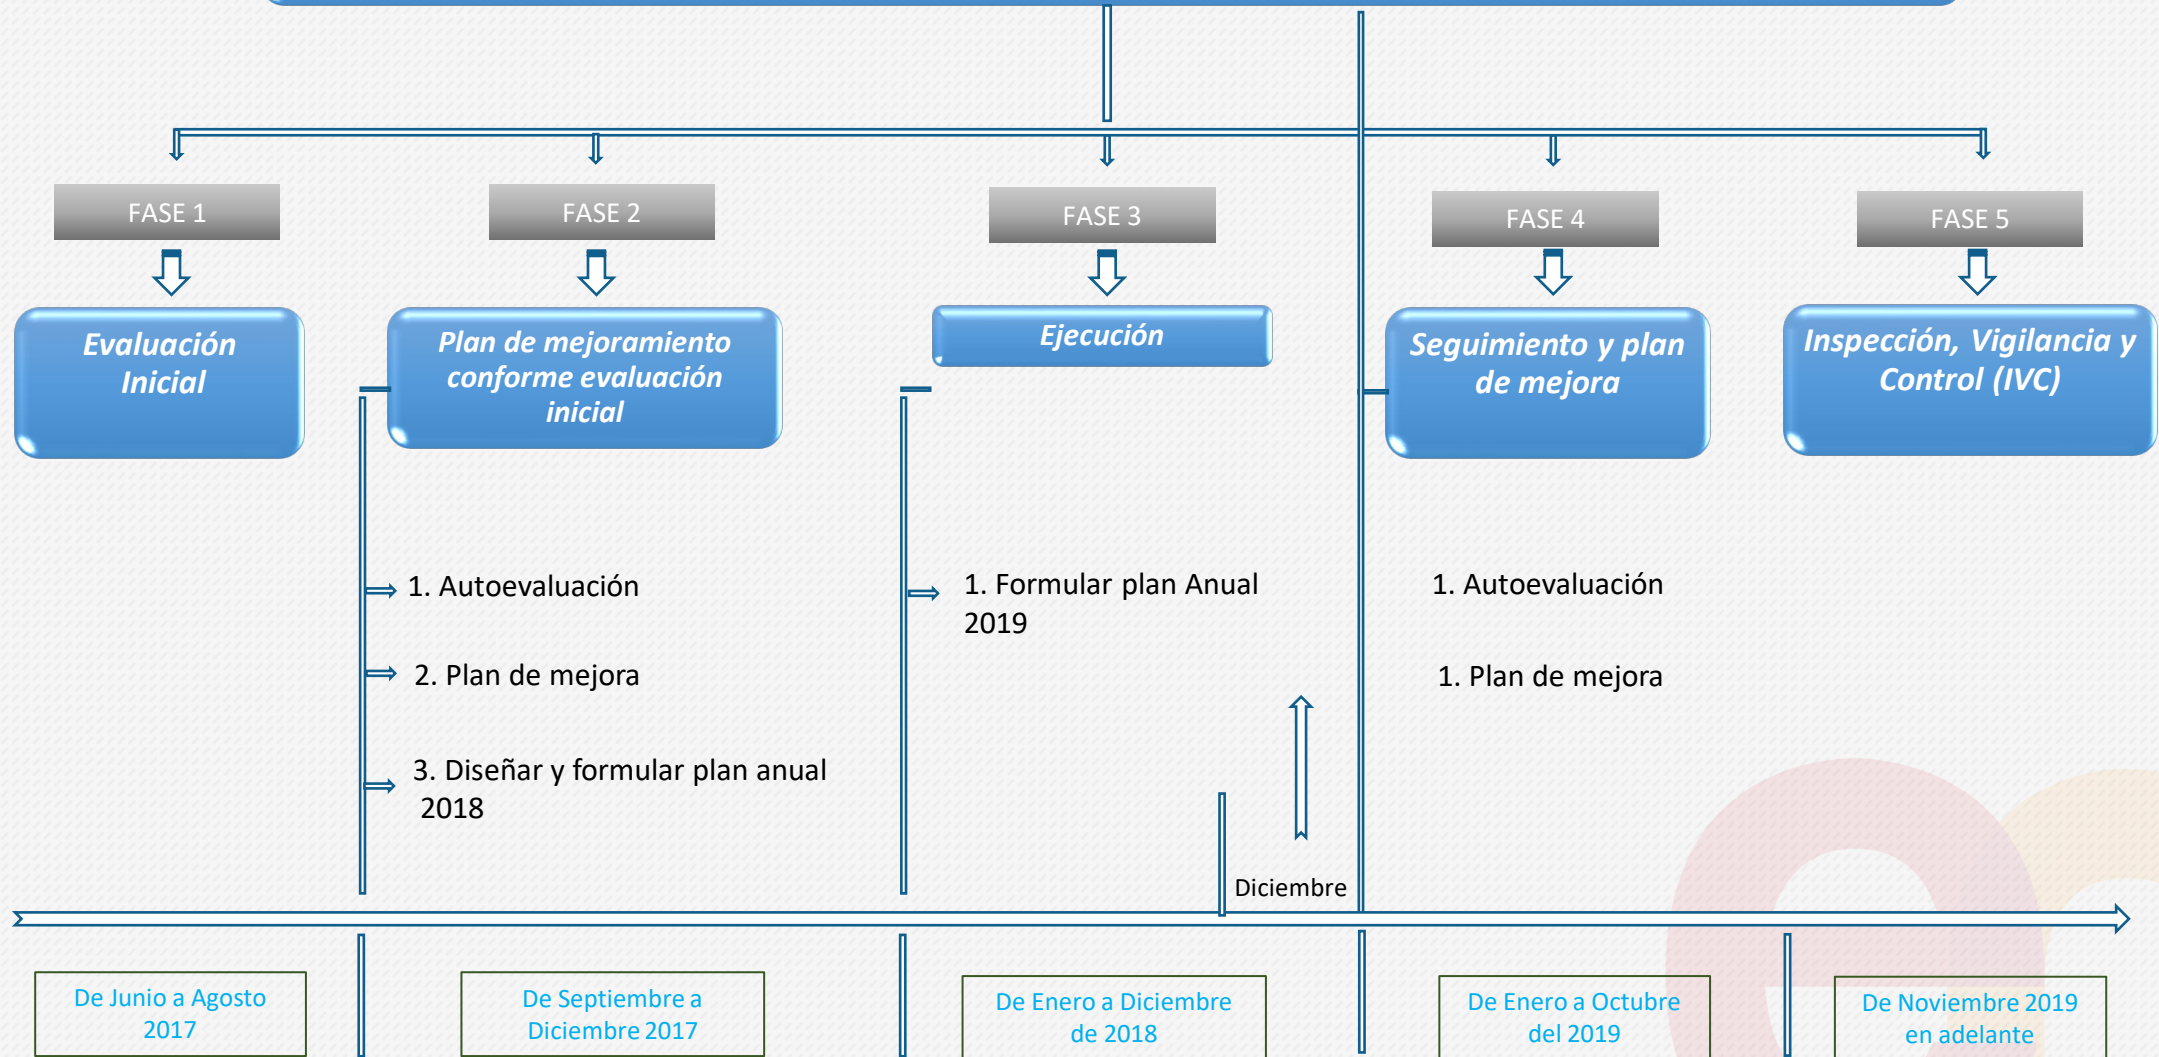 FASE 1
FASE 2
FASE 3
FASE 4
FASE 5
Evaluación
Inicial
Plan de mejoramiento
conforme evaluación
inicial
Ejecución
Seguimiento y plan
de mejora
Inspección, Vigilancia y
Control (IVC)
1. Autoevaluación
2. Plan de mejora
3. Diseñar y formular plan anual
2018
1. Formular plan Anual
2019
1. Autoevaluación
1. Plan de mejora
Diciembre
De Junio a Agosto
2017
De Septiembre a
Diciembre 2017
De Enero a Diciembre
de 2018
De Enero a Octubre
del 2019
De Noviembre 2019
en adelante